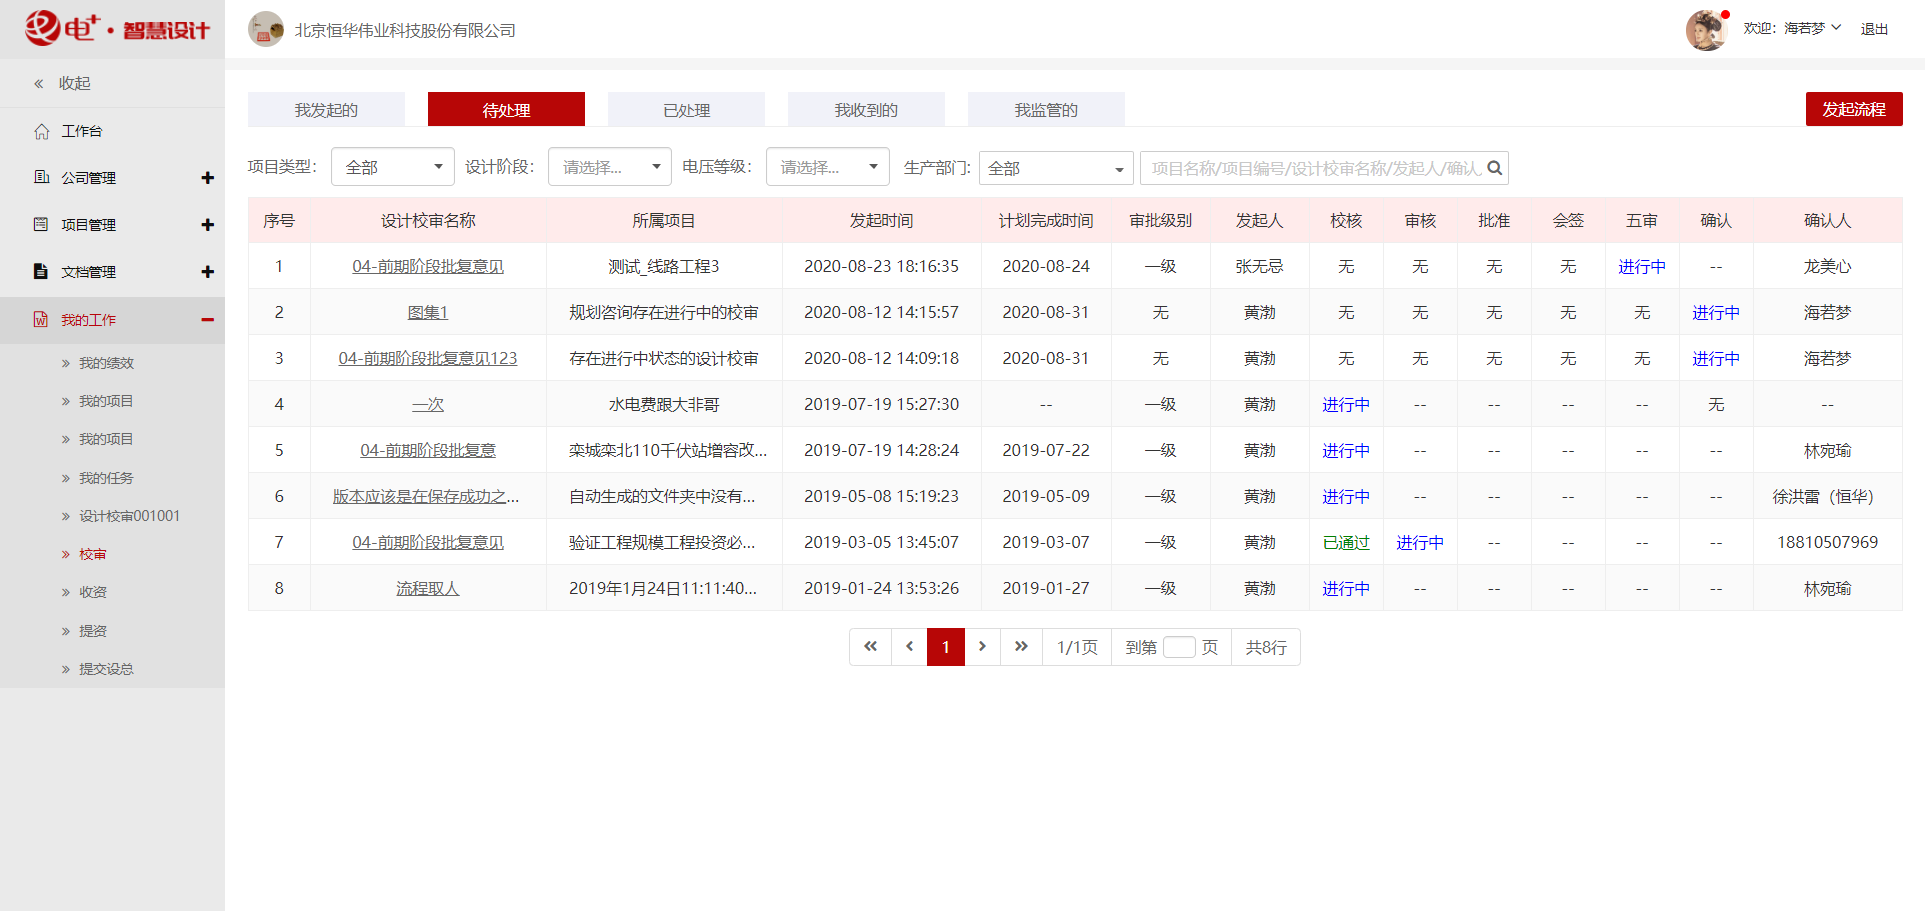 电+·智慧设计
北京恒华伟业科技股份有限公司
欢迎: 海若梦
退出
收起
工作台
公司管理
项目管理
文档管理
我的工作
我的绩效
我的项目
我的项目
我的任务
设计校审001001
校审
收资
提资
提交设总
我发起的 待处理 已处理 我收到的 我监管的 发起流程
项目类型: 全部 设计阶段: 请选择... 电压等级: 请选择... 生产部门: 全部 项目名称/项目编号/设计校审名称/发起人/确认
序号 设计校审名称 所属项目 发起时间 计划完成时间 审批级别 发起人 校核 审核 批准 会签 五审 确认 确认人
1 04-前期阶段批复意见 测试_线路工程3 2020-08-23 18:16:35 2020-08-24 一级 张无忌 无 无 无 无 进行中 -- 龙美心
2 图集1 规划咨询存在进行中的校审 2020-08-12 14:15:57 2020-08-31 无 黄渤 无 无 无 无 无 进行中 海若梦
3 04-前期阶段批复意见123 存在进行中状态的设计校审 2020-08-12 14:09:18 2020-08-31 无 黄渤 无 无 无 无 无 进行中 海若梦
4 一次 水电费跟大非哥 2019-07-19 15:27:30 -- 一级 黄渤 进行中 -- -- -- -- 无 --
5 04-前期阶段批复意 栾城栾北110千伏站增容改... 2019-07-19 14:28:24 2019-07-22 一级 黄渤 进行中 -- -- -- -- -- 林宛瑜
6 版本应该是在保存成功之... 自动生成的文件夹中没有... 2019-05-08 15:19:23 2019-05-09 一级 黄渤 进行中 -- -- -- -- -- 徐洪雷（恒华）
7 04-前期阶段批复意见 验证工程规模工程投资必... 2019-03-05 13:45:07 2019-03-07 一级 黄渤 已通过 进行中 -- -- -- -- 18810507969
8 流程取人 2019年1月24日11:11:40... 2019-01-24 13:53:26 2019-01-27 一级 黄渤 进行中 -- -- -- -- -- 林宛瑜
1 1/1页 到第 页 共8行